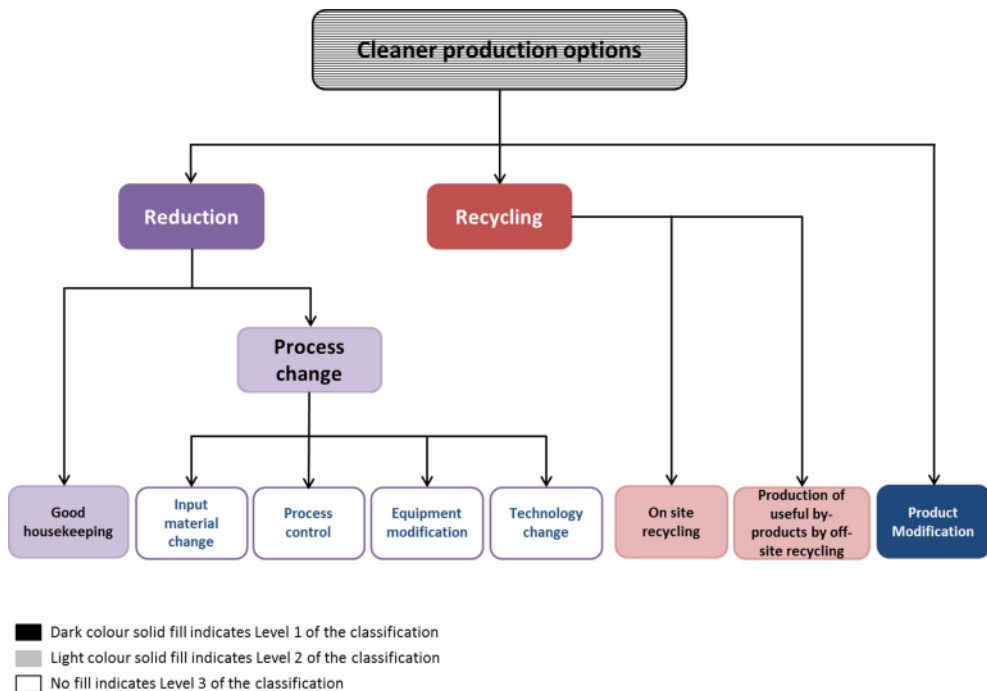 Cleaner production options
Reduction
Recycling
Process
change
Good
housekeeping
Input
material
change
Process
control
Equipment
modification
Technology
change
On site
recycling
Production of
useful by-
products by off-
site recycling
Product
Modification
Dark colour solid fill indicates Level 1 of the classification
Light colour solid fill indicates Level 2 of the classification
No fill indicates Level 3 of the classification